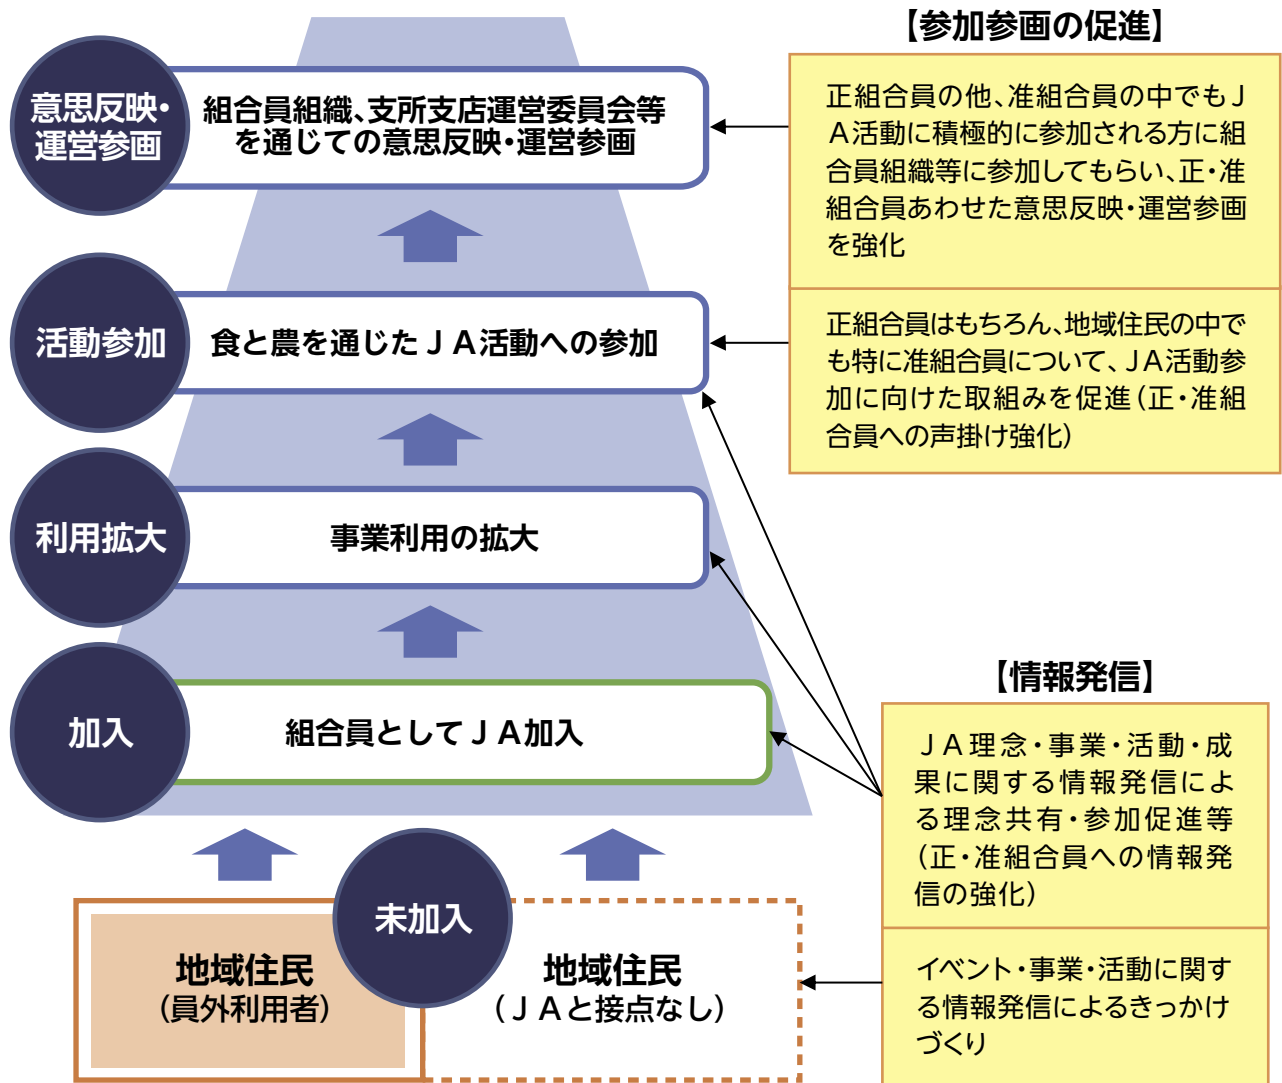 【参加参画の促進】
意思反映・
運営参画
組合員組織、支所支店運営委員会等
を通じての意思反映・運営参画
正組合員の他、准組合員の中でもJ
A活動に積極的に参加される方に組
合員組織等に参加してもらい、正・准
組合員あわせた意思反映・運営参画
を強化
活動参加
食と農を通じたJA活動への参加
正組合員はもちろん、地域住民の中で
も特に准組合員について、JA活動参
加に向けた取組みを促進(正・准組
合員への声掛け強化)
利用拡大
事業利用の拡大
加入
組合員としてJA加入
【情報発信】
JA理念・事業・活動・成
果に関する情報発信によ
る理念共有・参加促進等
(正・准組合員への情報発
信の強化)
未加入
地域住民
(員外利用者)
地域住民
(JAと接点なし)
イベント・事業・活動に関す
る情報発信によるきっかけ
づくり